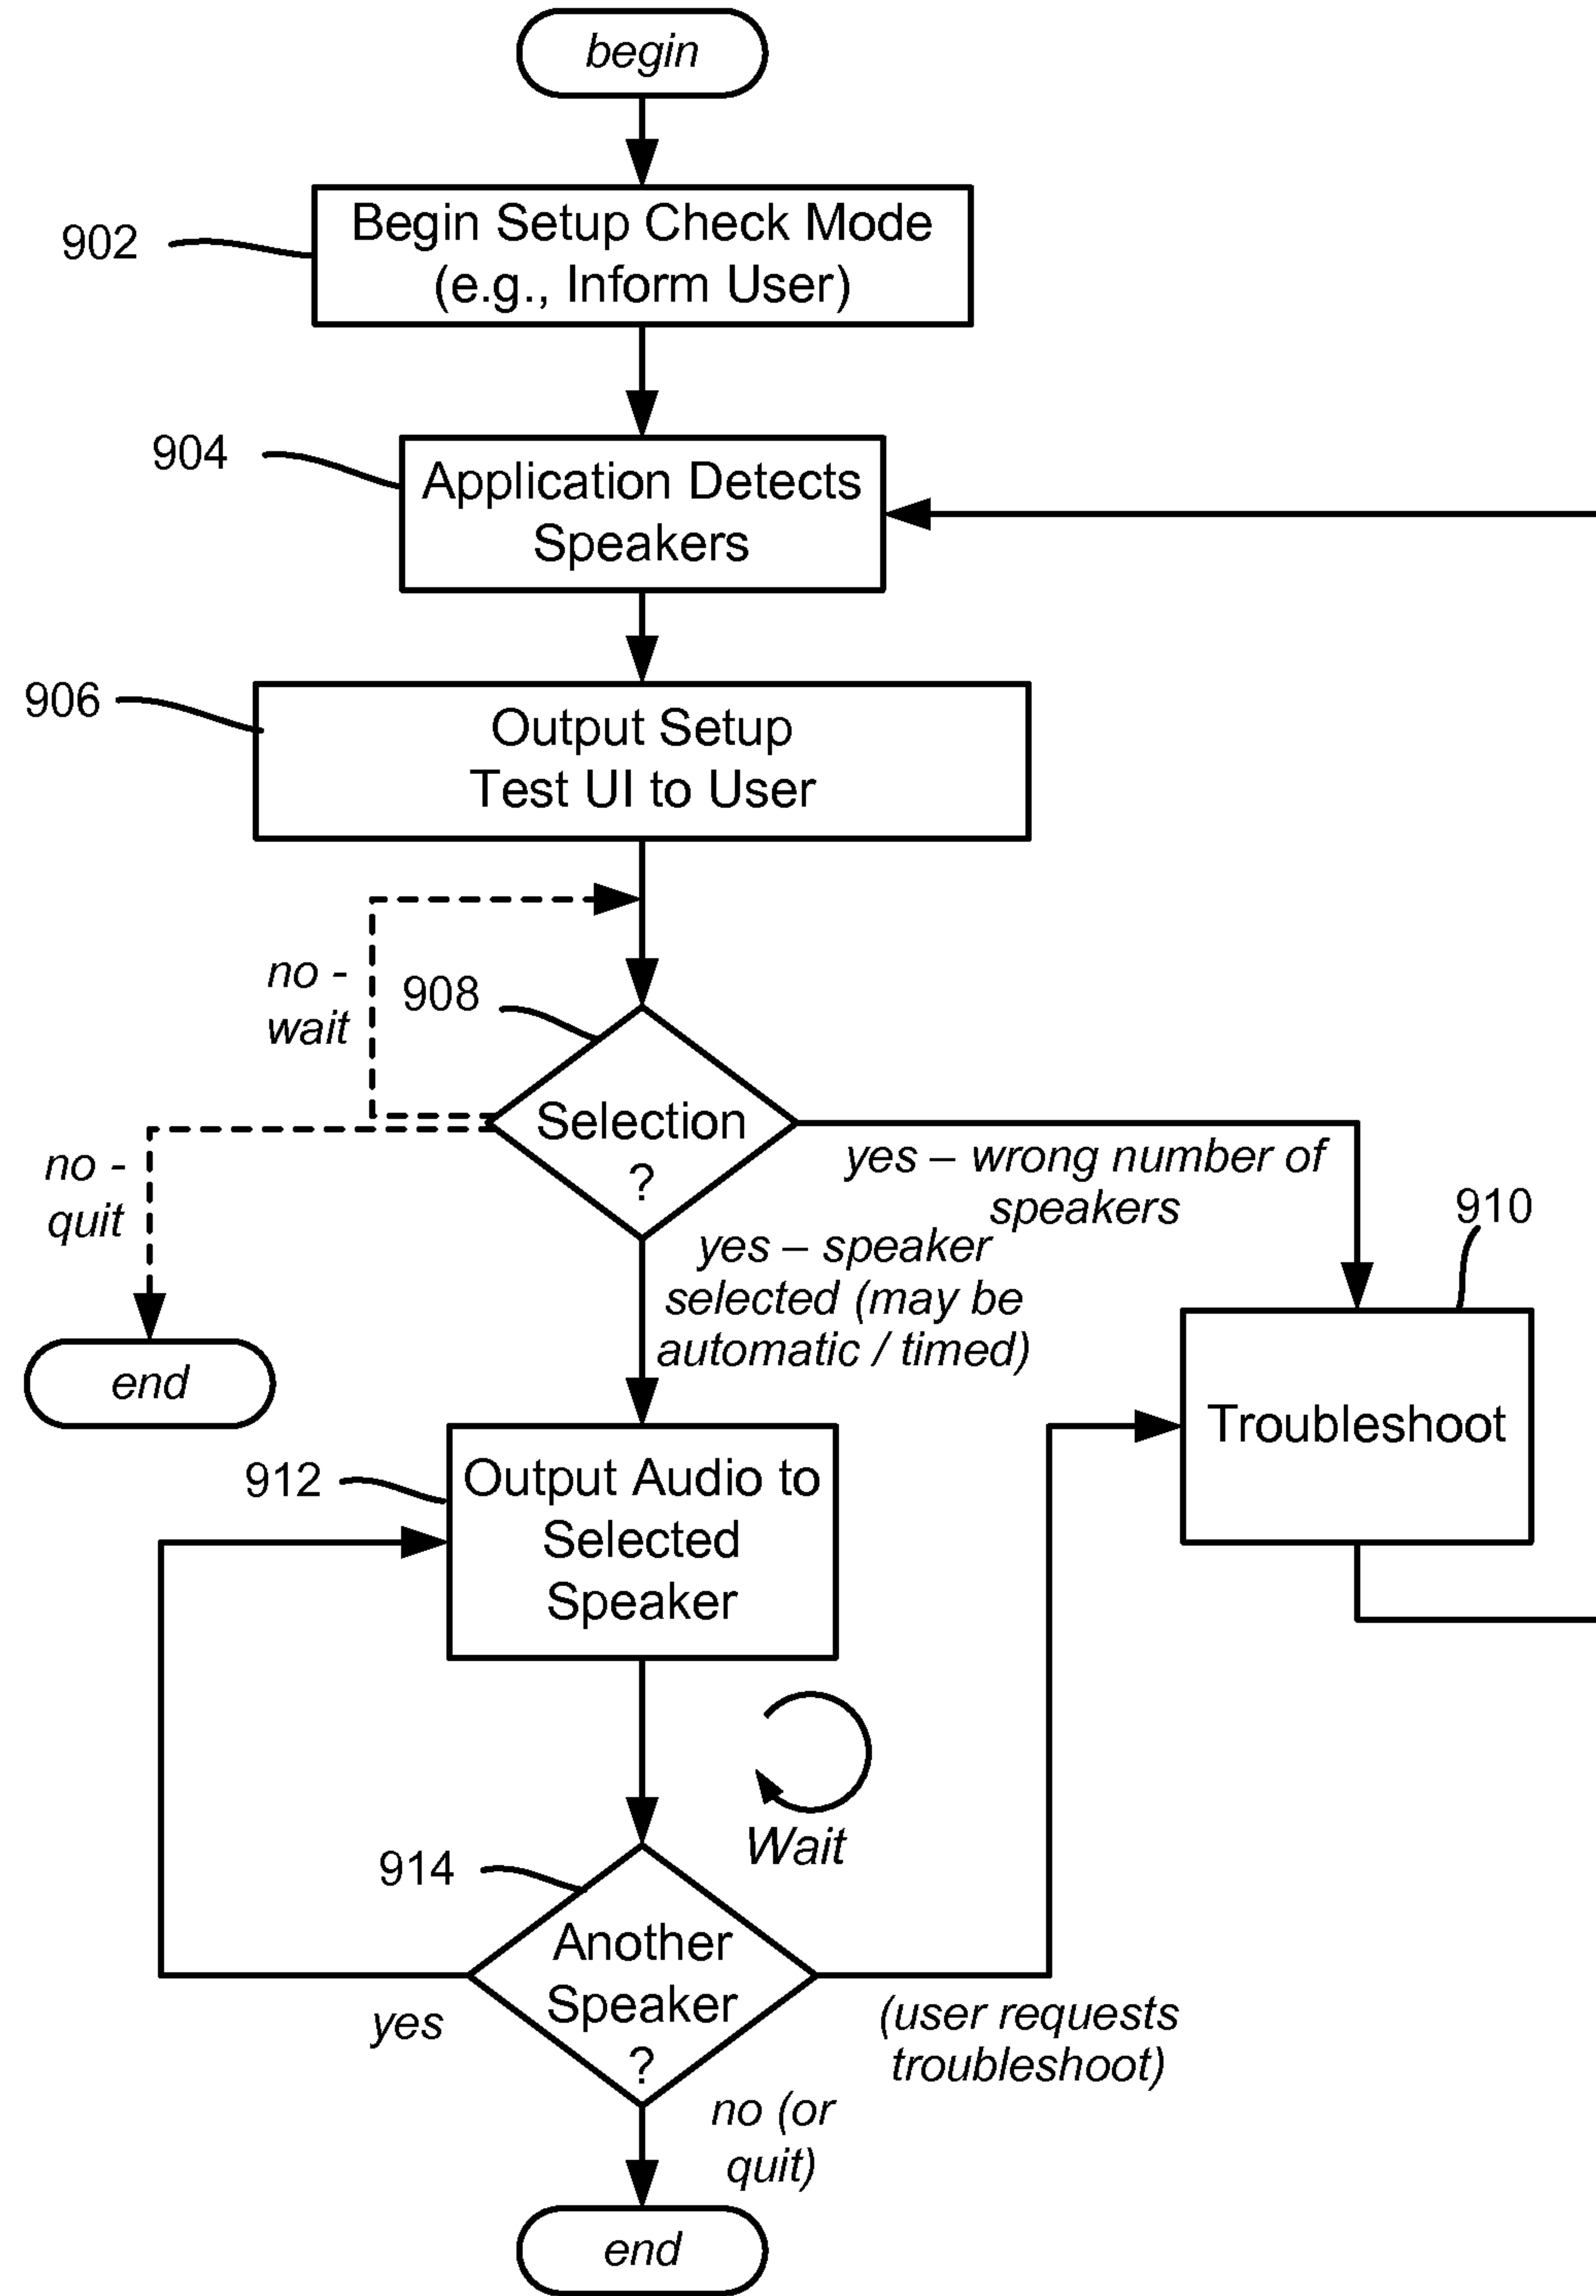 begin
902
Begin Setup Check Mode
(e.g., Inform User)
904
Application Detects
Speakers
906
Output Setup
Test UI to User
no -
wait
908
Selection
?
no -
quit
yes – wrong number of
speakers
910
yes – speaker
selected (may be
automatic / timed)
end
Troubleshoot
912
Output Audio to
Selected
Speaker
Wait
914
Another
Speaker
?
yes
(user requests
troubleshoot)
no (or
quit)
end